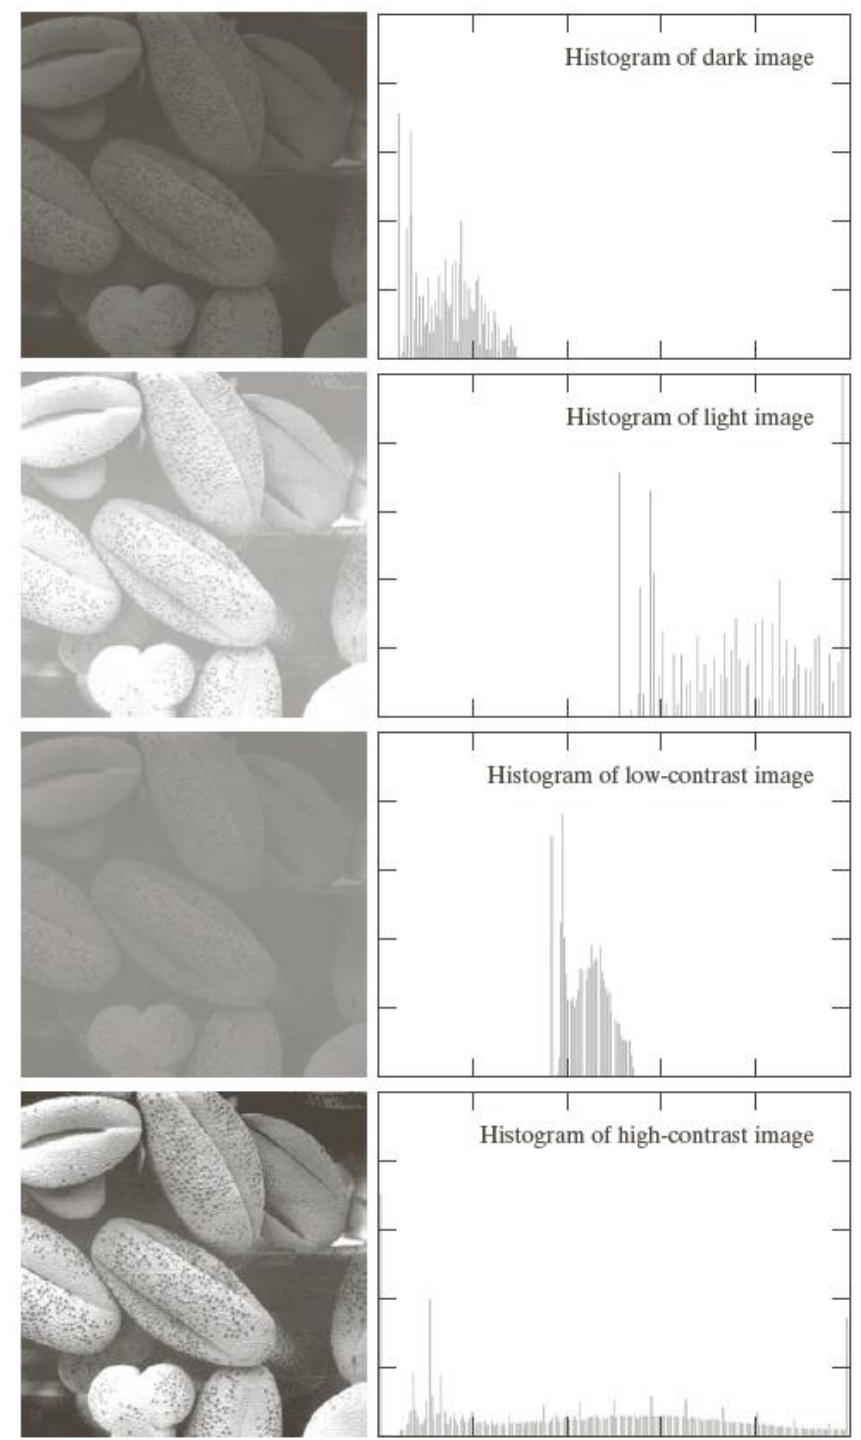 Histogram of dark image
Histogram of light image
Histogram of low-contrast image
Histogram of high-contrast image